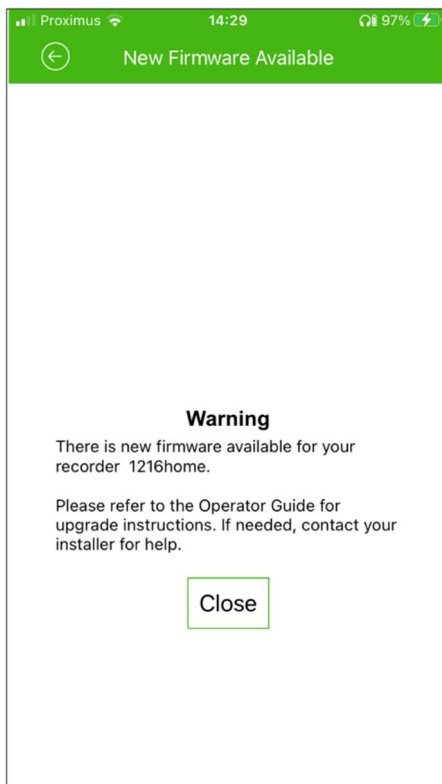 Proximus 14:29 97%
New Firmware Available
Warning
There is new firmware available for your
recorder 1216home.
Please refer to the Operator Guide for
upgrade instructions. If needed, contact your
installer for help.
Close